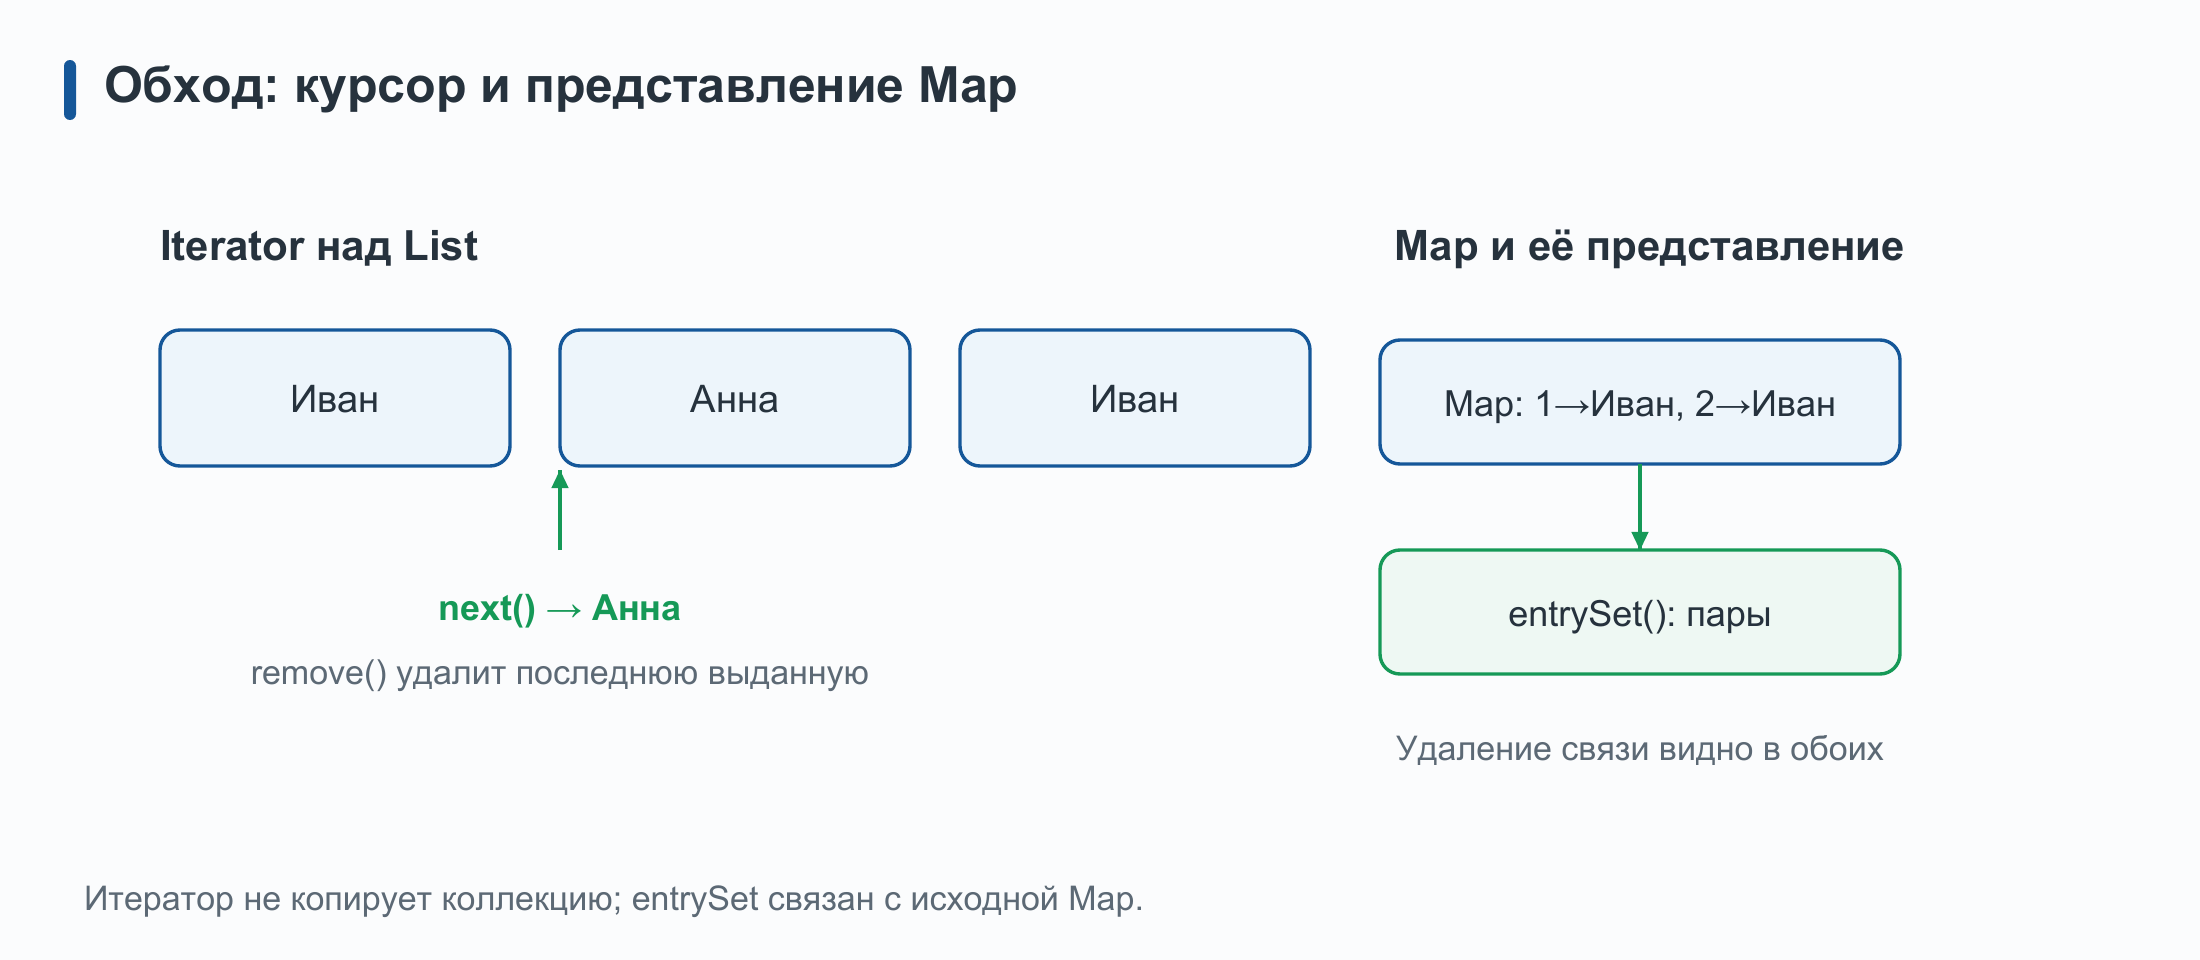 Обход: курсор и представление Map
Iterator над List
Иван
Анна
Иван
next() → Анна
remove() удалит последнюю выданную
Map и её представление
Map: 1→Иван, 2→Иван
entrySet(): пары
Удаление связи видно в обоих
Итератор не копирует коллекцию; entrySet связан с исходной Map.